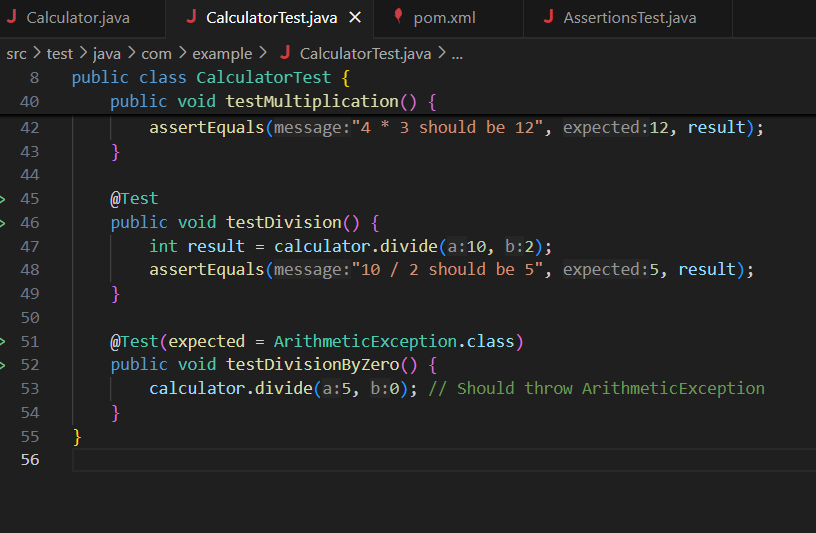 Calculator.java CalculatorTest.java pom.xml AssertionsTest.java
src > test > java > com > example > CalculatorTest.java > ...
8 public class CalculatorTest {
40 public void testMultiplication() {
42 assertEquals(message:"4 * 3 should be 12", expected:12, result);
43 }
44
45 @Test
46 public void testDivision() {
47 int result = calculator.divide(a:10, b:2);
48 assertEquals(message:"10 / 2 should be 5", expected:5, result);
49 }
50
51 @Test(expected = ArithmeticException.class)
52 public void testDivisionByZero() {
53 calculator.divide(a:5, b:0); // Should throw ArithmeticException
54 }
55 }
56